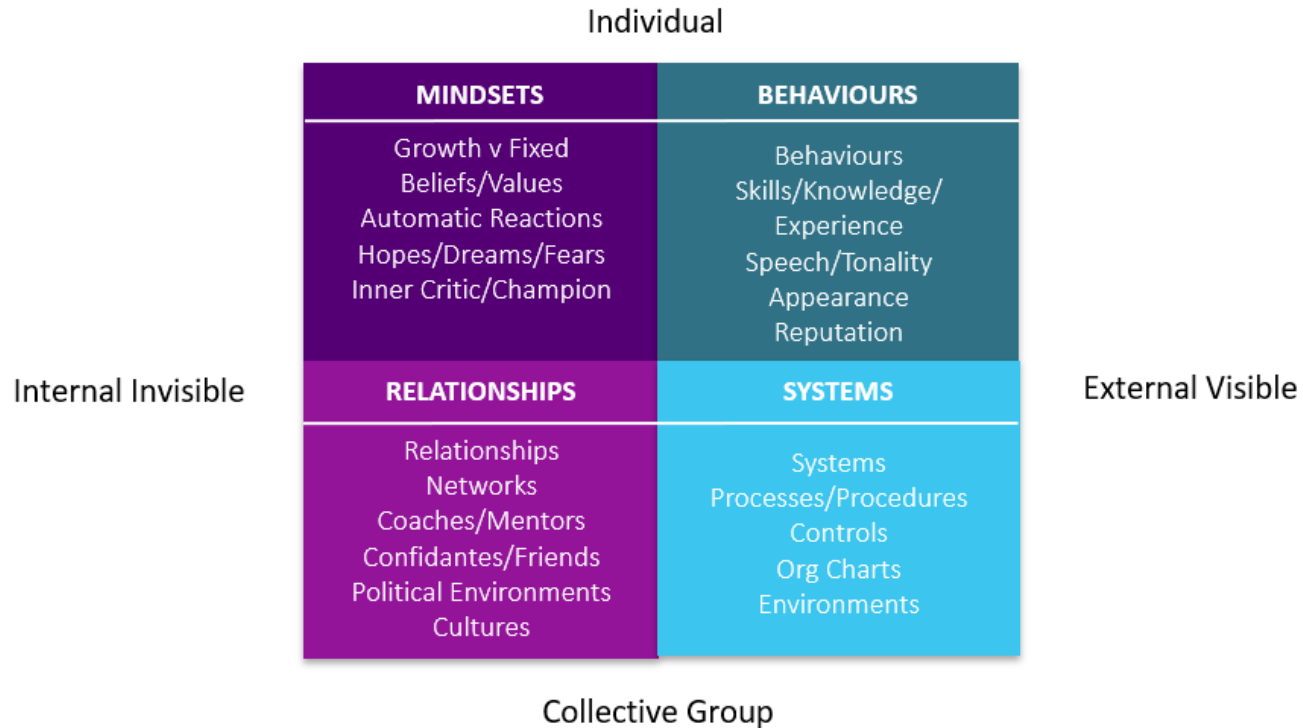 Individual
MINDSETS
Growth v Fixed
Beliefs/Values
Automatic Reactions
Hopes/Dreams/Fears
Inner Critic/Champion
BEHAVIOURS
Behaviours
Skills/Knowledge/
Experience
Speech/Tonality
Appearance
Reputation
Internal Invisible
RELATIONSHIPS
Relationships
Networks
Coaches/Mentors
Confidantes/Friends
Political Environments
Cultures
SYSTEMS
Systems
Processes/Procedures
Controls
Org Charts
Environments
External Visible
Collective Group